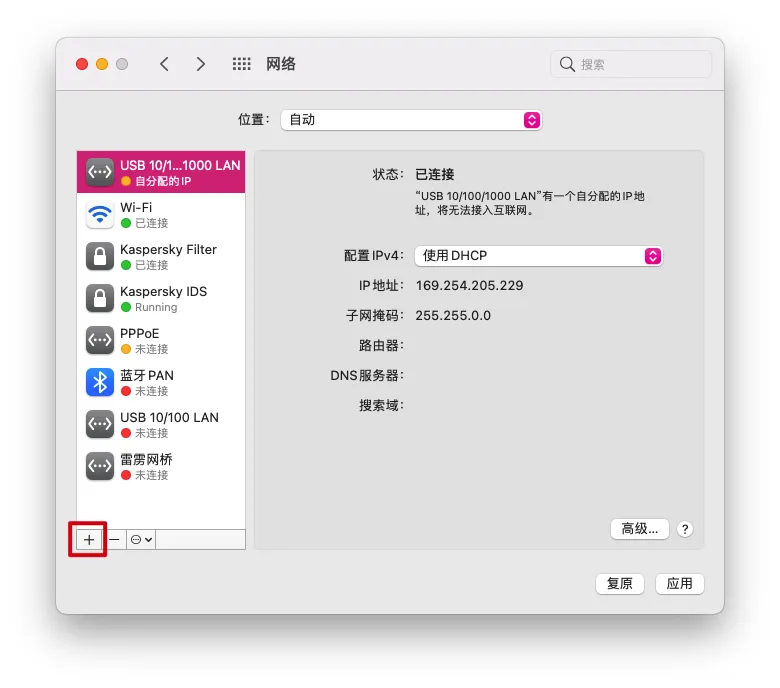 网络
搜索
位置：
自动
USB 10/1...1000 LAN
自分配的IP
Wi-Fi
已连接
Kaspersky Filter
已连接
Kaspersky IDS
Running
PPPoE
未连接
蓝牙 PAN
未连接
USB 10/100 LAN
未连接
雷雳网桥
未连接
状态： 已连接
“USB 10/100/1000 LAN”有一个自分配的 IP 地
址，将无法接入互联网。
配置 IPv4： 使用 DHCP
IP 地址： 169.254.205.229
子网掩码： 255.255.0.0
路由器：
DNS 服务器：
搜索域：
高级...
?
复原
应用